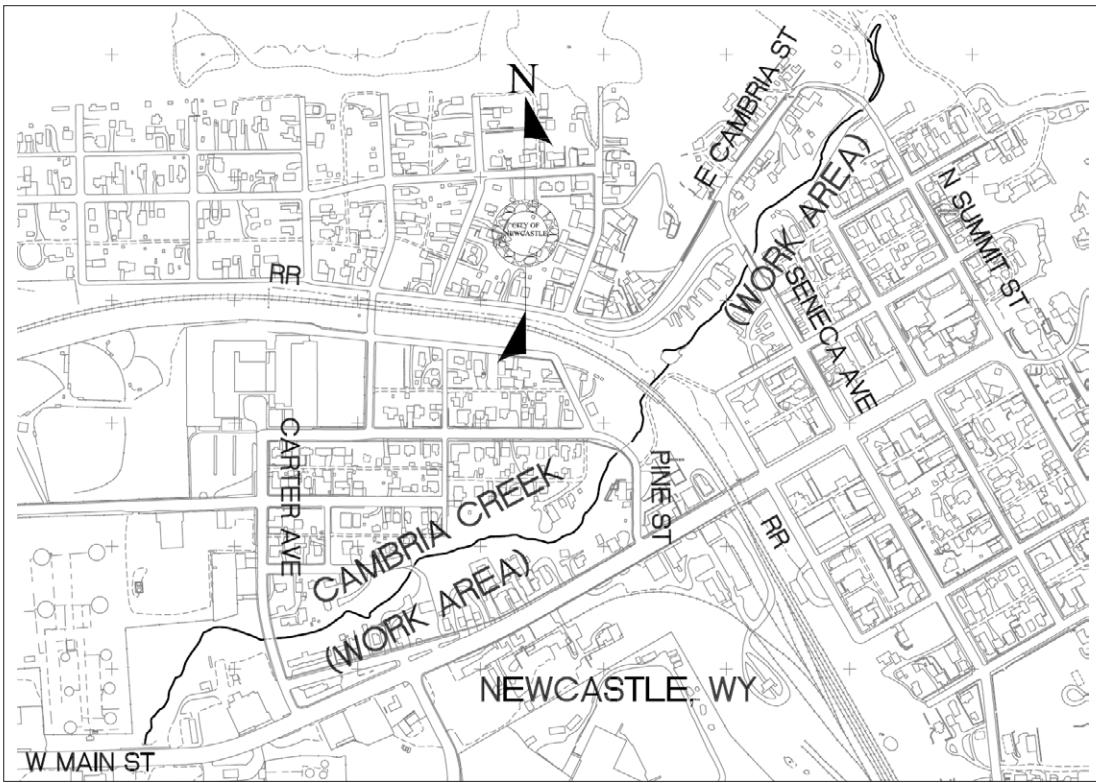 N
E CAMBRIA ST
CITY OF
NEWCASTLE
(WORK AREA)
N SUMMIT ST
RR
SENECA AVE
CARTER AVE
PINE ST
CAMBRIA CREEK
(WORK AREA)
RR
NEWCASTLE, WY
W MAIN ST